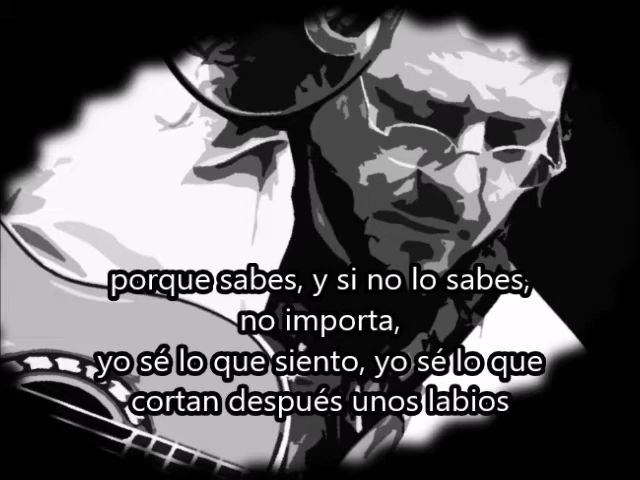 porque sabes, y si no lo sabes,
no importa,
yo sé lo que siento, yo sé lo que
cortan después unos labios